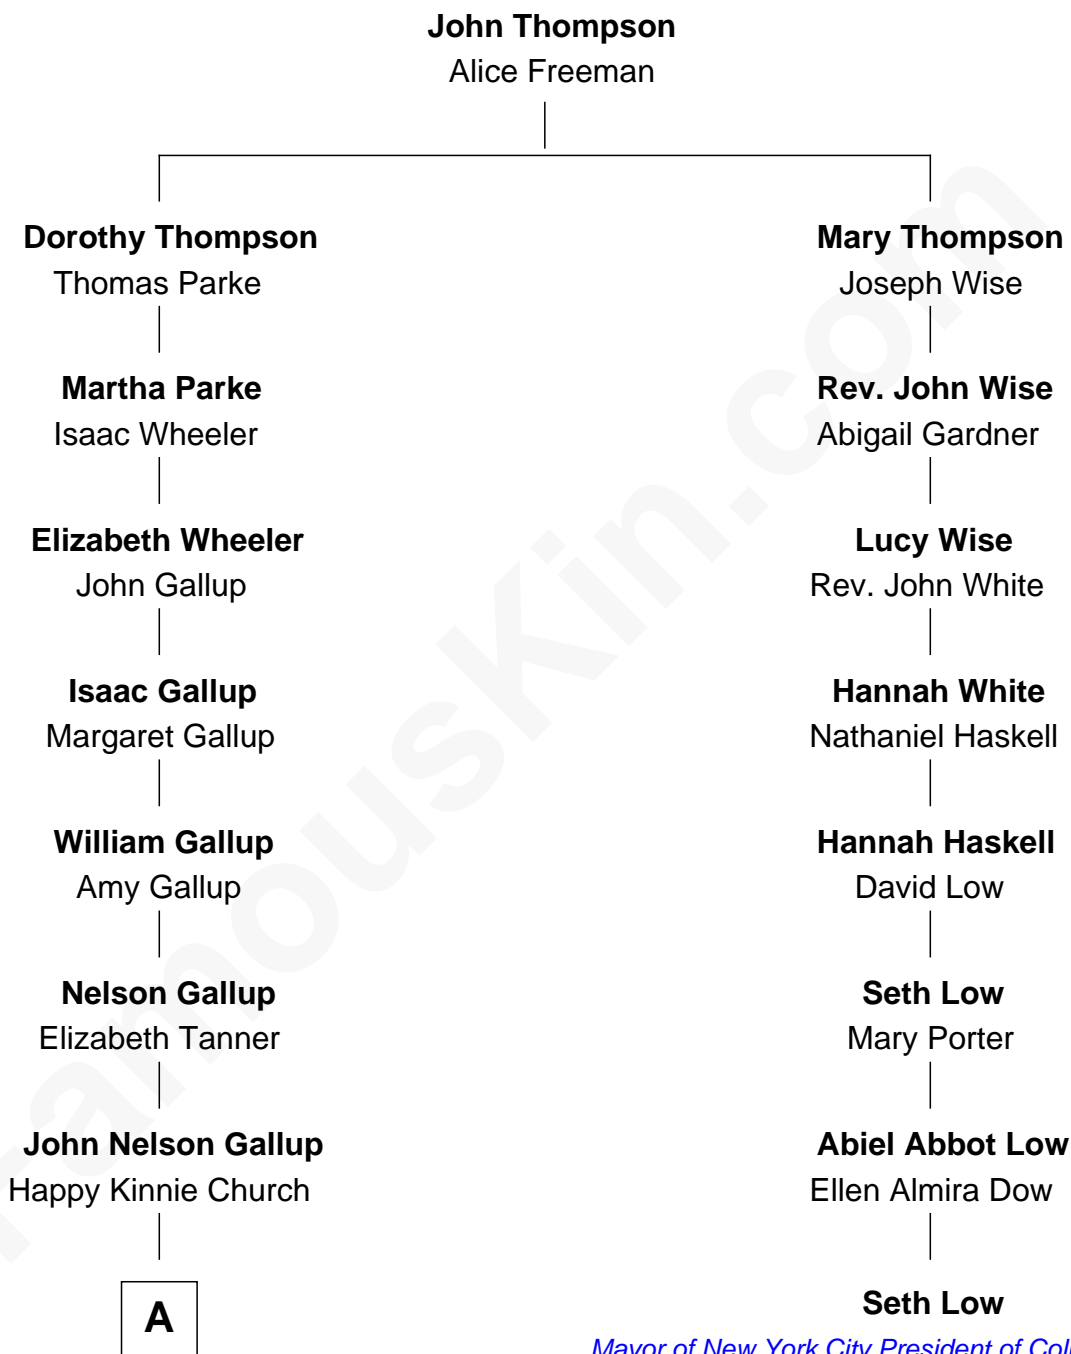 John Thompson
Alice Freeman
Dorothy Thompson
Thomas Parke
Mary Thompson
Joseph Wise
Martha Parke
Isaac Wheeler
Rev. John Wise
Abigail Gardner
Elizabeth Wheeler
John Gallup
Lucy Wise
Rev. John White
Isaac Gallup
Margaret Gallup
Hannah White
Nathaniel Haskell
William Gallup
Amy Gallup
Hannah Haskell
David Low
Nelson Gallup
Elizabeth Tanner
Seth Low
Mary Porter
John Nelson Gallup
Happy Kinnie Church
Abiel Abbot Low
Ellen Almira Dow
A
Seth Low
Mayor of New York City President of Col
FamousKin.com